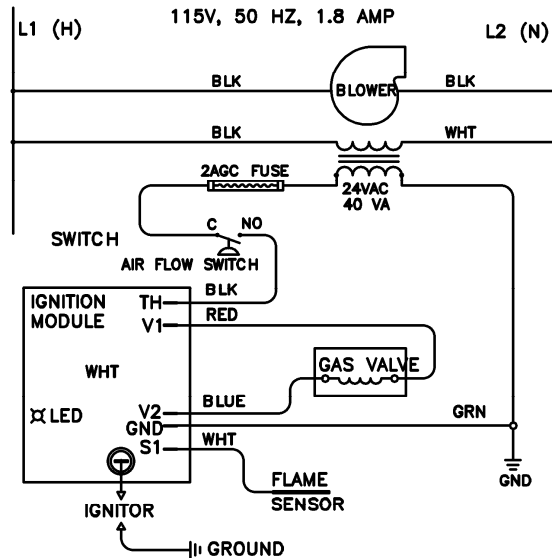 115V, 50 HZ, 1.8 AMP
L1 (H)
L2 (N)
BLK
BLOWER
BLK
BLK
WHT
2AGC FUSE
24VAC
40 VA
C
NO
SWITCH
AIR FLOW SWITCH
BLK
IGNITION
MODULE
TH
V1
RED
WHT
GAS VALVE
LED
V2
BLUE
GND
GRN
S1
WHT
FLAME
SENSOR
GND
IGNITOR
GROUND